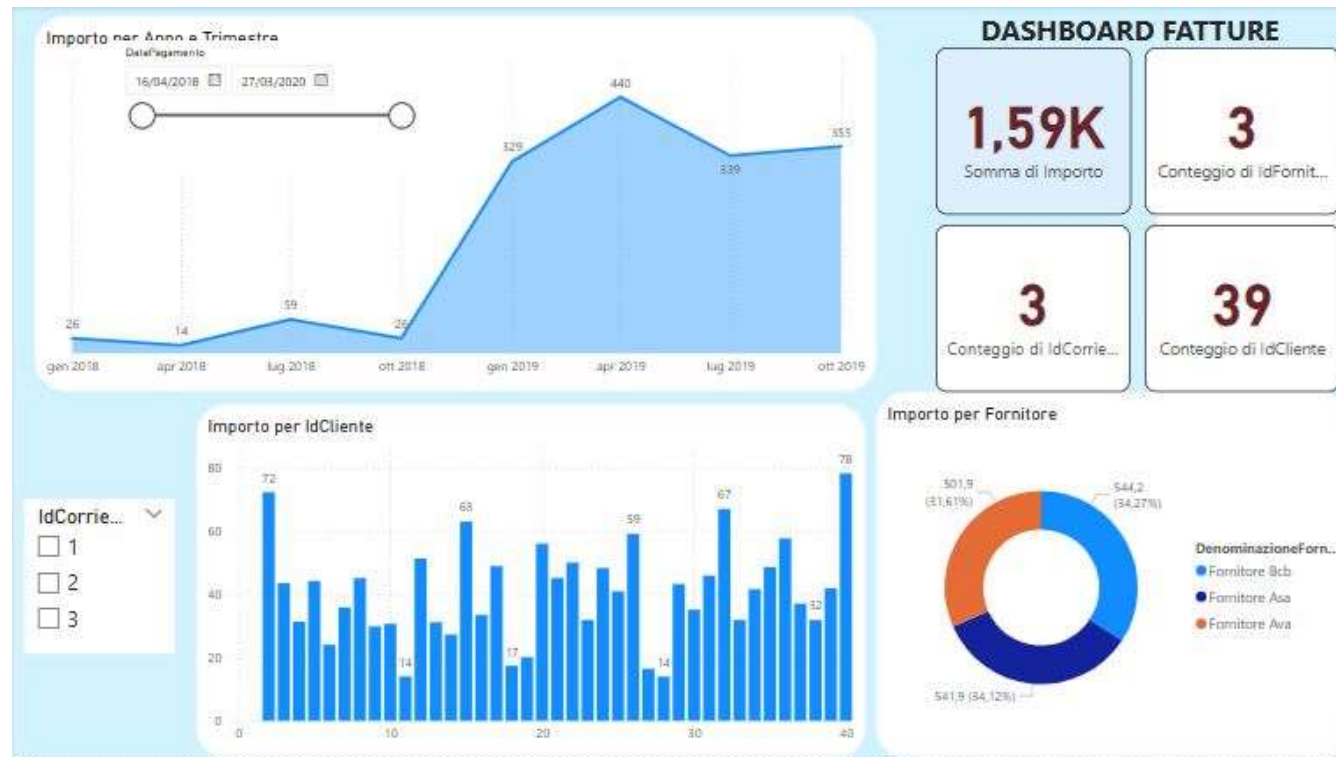 DASHBOARD FATTURE
Importo per Anno e Trimestre
DataPagamento
16/04/2018 27/03/2020
440
329
339
353
26
14
59
26
gen 2018 apr 2018 lug 2018 ott 2018 gen 2019 apr 2019 lug 2019 ott 2019
1,59K
Somma di Importo
3
Conteggio di IdFornit...
3
Conteggio di IdCorrie...
39
Conteggio di IdCliente
IdCorrie...
1
2
3
Importo per IdCliente
80
60
40
20
0
72
14
63
17
59
14
67
32
78
0 10 20 30 40
Importo per Fornitore
501,9
(31,61%)
544,2
(34,27%)
541,9 (34,12%)
DenominazioneForn...
Fornitore Bcb
Fornitore Asa
Fornitore Ava